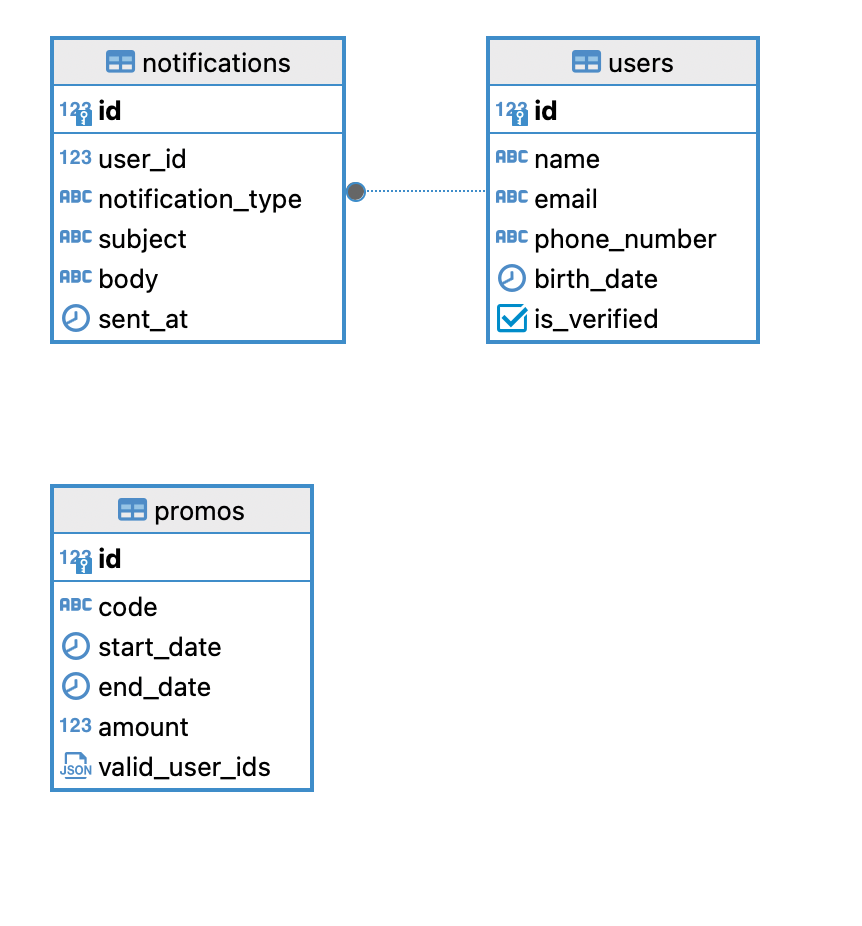 notifications
123 id
123 user_id
ABC notification_type
ABC subject
ABC body
sent_at
users
123 id
ABC name
ABC email
ABC phone_number
birth_date
is_verified
promos
123 id
ABC code
start_date
end_date
123 amount
JSON valid_user_ids